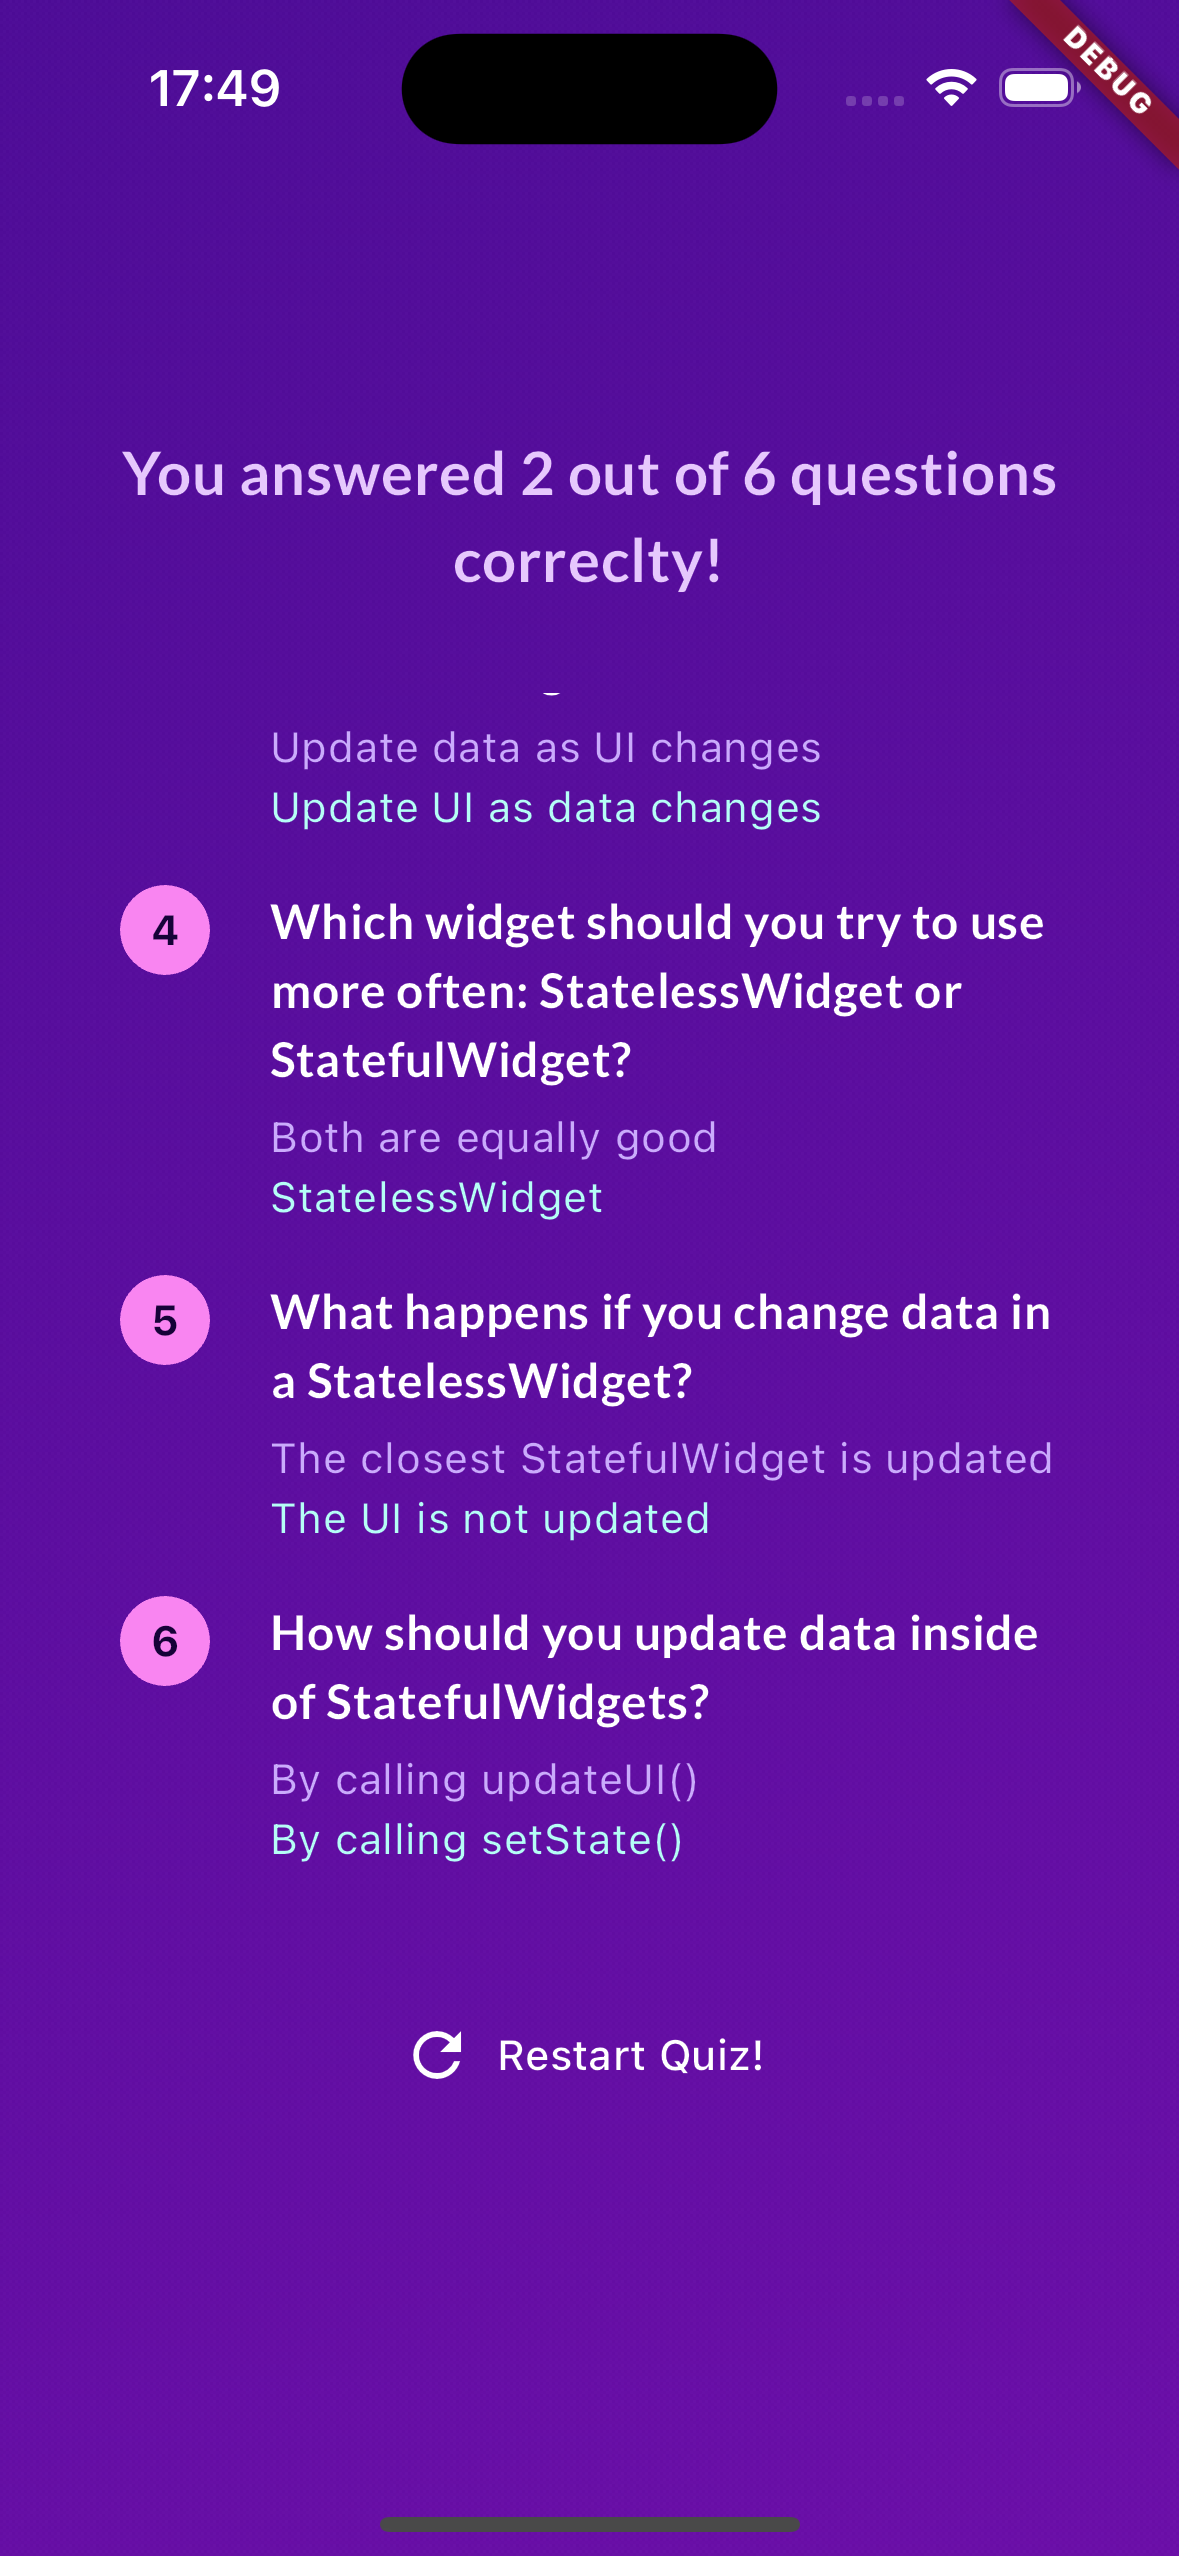 17:49
DEBUG
You answered 2 out of 6 questions
correclty!
Update data as UI changes
Update UI as data changes
4
Which widget should you try to use
more often: StatelessWidget or
StatefulWidget?
Both are equally good
StatelessWidget
5
What happens if you change data in
a StatelessWidget?
The closest StatefulWidget is updated
The UI is not updated
6
How should you update data inside
of StatefulWidgets?
By calling updateUI()
By calling setState()
Restart Quiz!